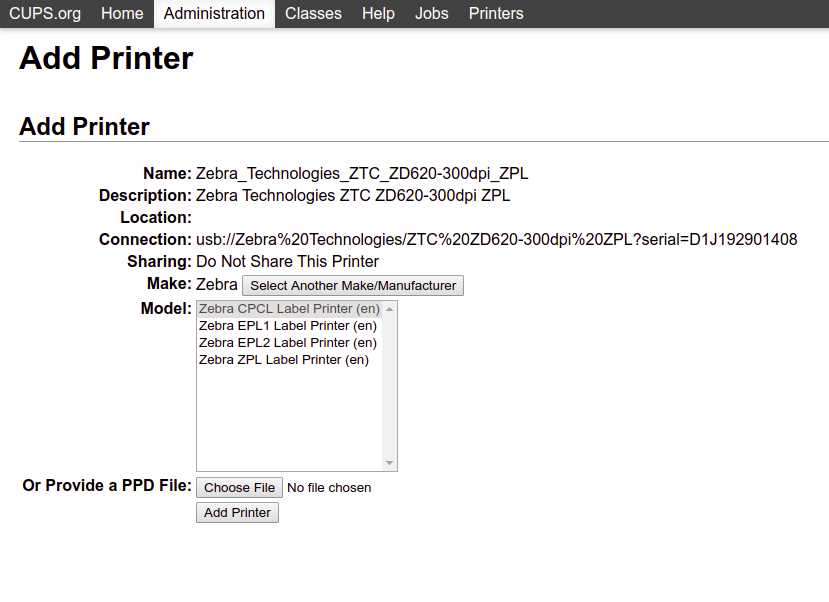 CUPS.org Home Administration Classes Help Jobs Printers
Add Printer
Add Printer
Name: Zebra_Technologies_ZTC_ZD620-300dpi_ZPL
Description: Zebra Technologies ZTC ZD620-300dpi ZPL
Location:
Connection: usb://Zebra%20Technologies/ZTC%20ZD620-300dpi%20ZPL?serial=D1J192901408
Sharing: Do Not Share This Printer
Make: Zebra Select Another Make/Manufacturer
Model: Zebra CPCL Label Printer (en)
Zebra EPL1 Label Printer (en)
Zebra EPL2 Label Printer (en)
Zebra ZPL Label Printer (en)
Or Provide a PPD File: Choose File No file chosen
Add Printer